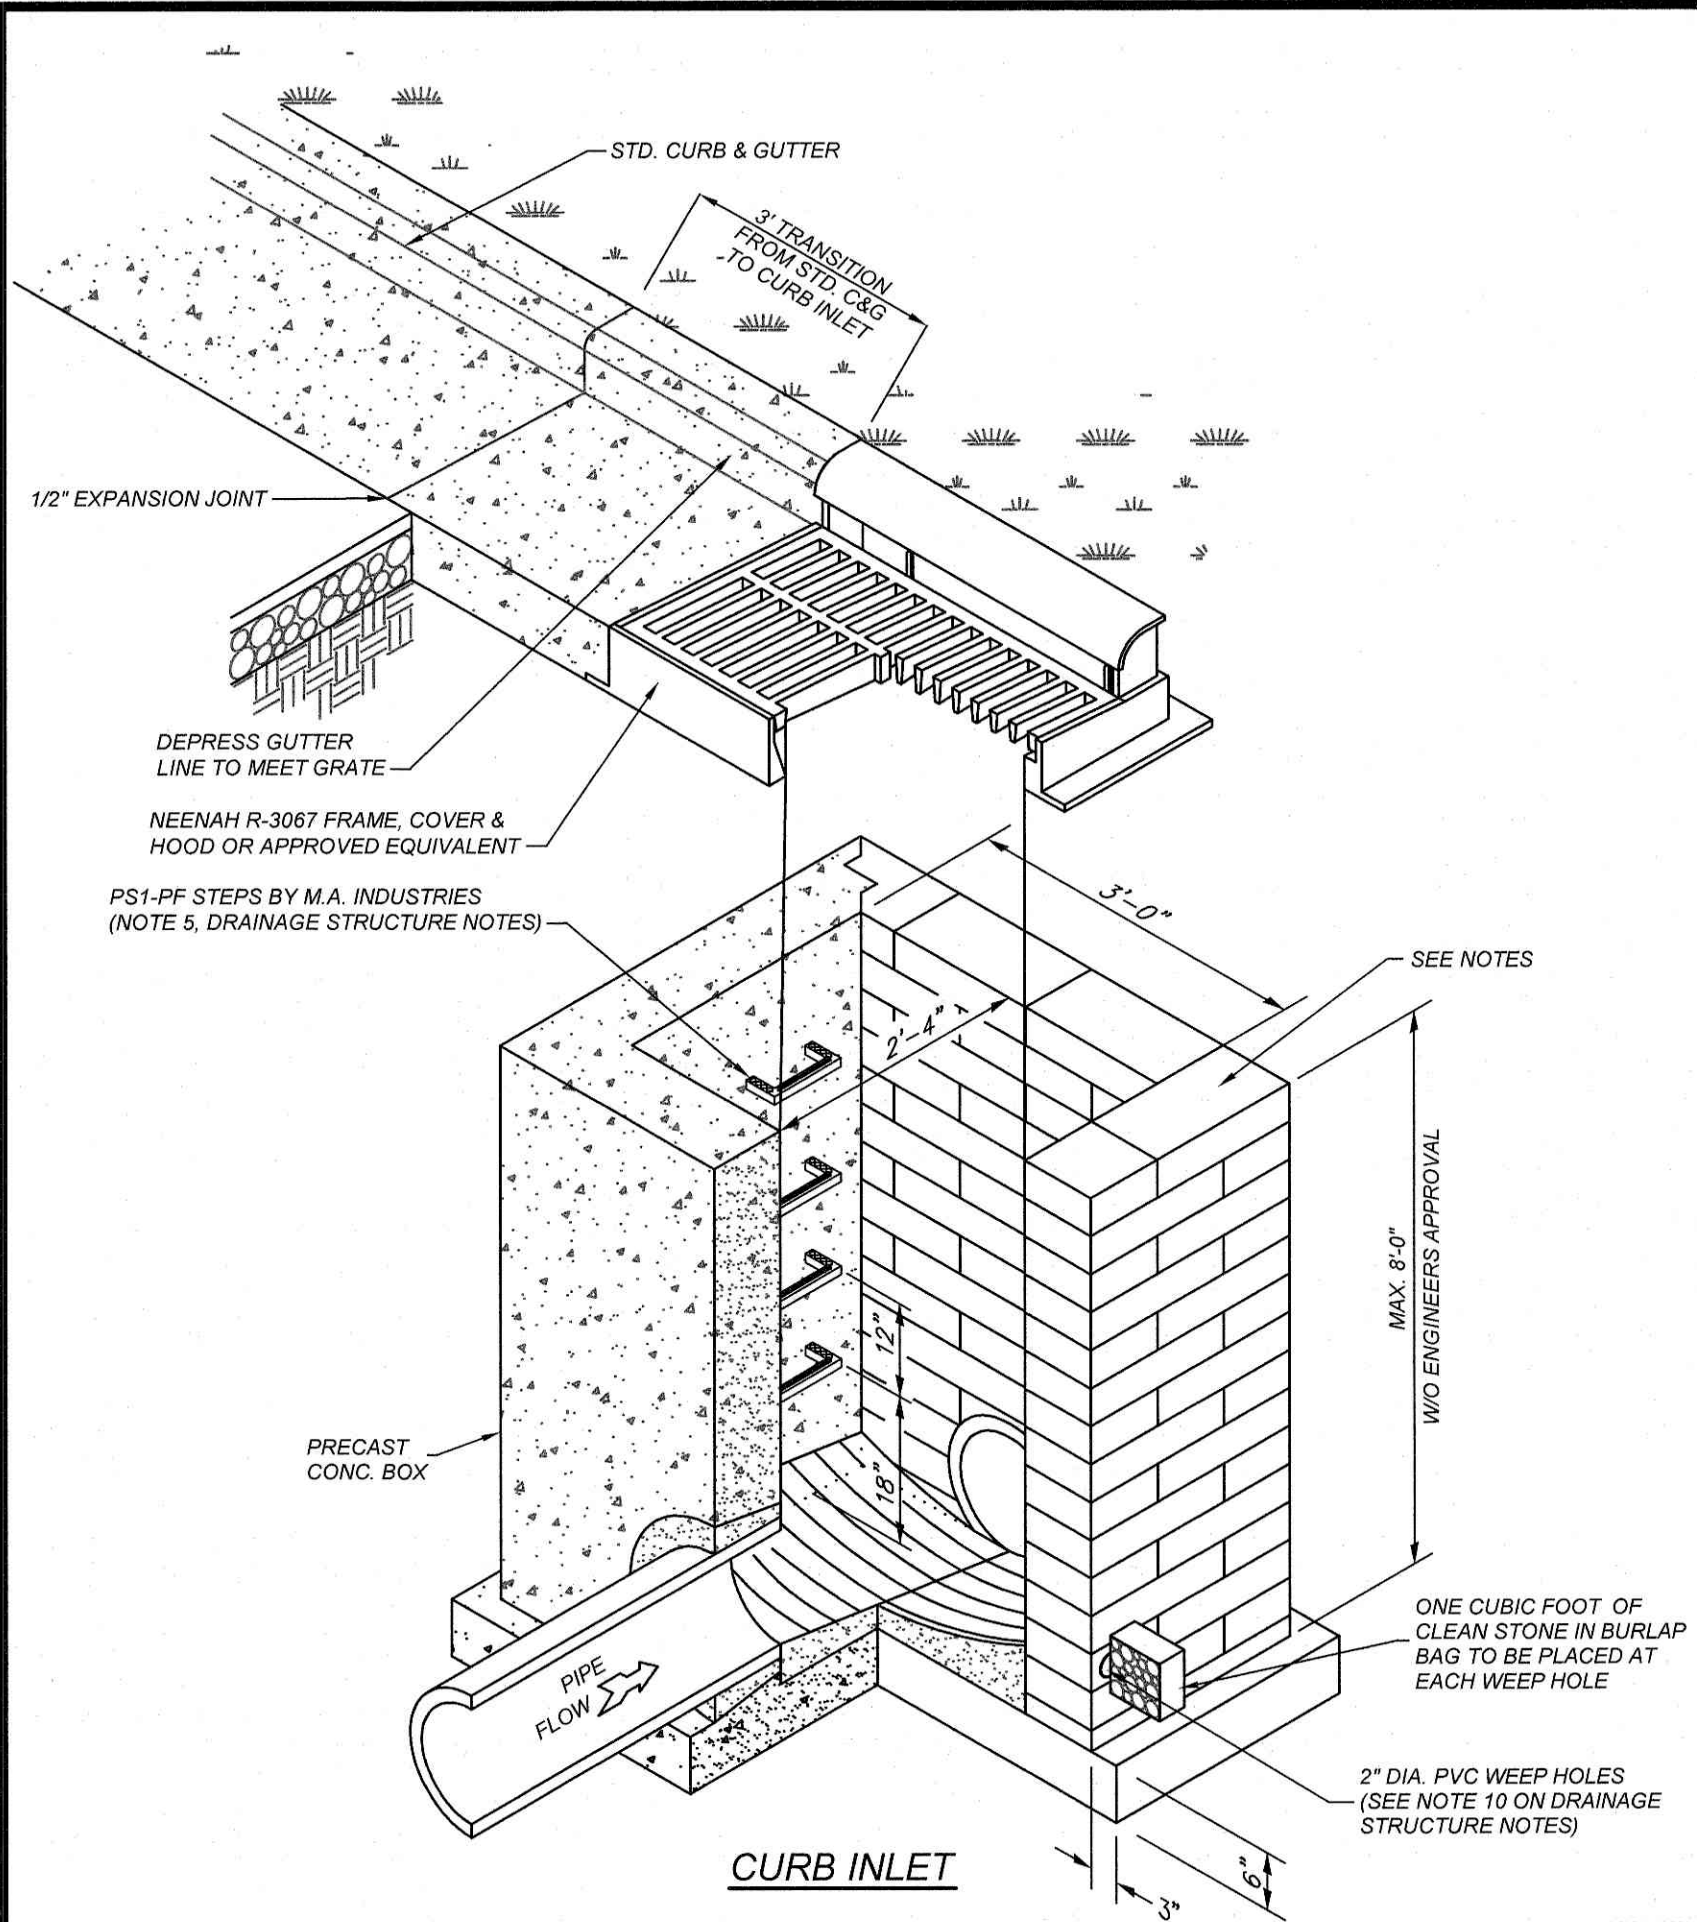 STD. CURB & GUTTER
3' TRANSITION
FROM STD. C&G
TO CURB INLET
1/2" EXPANSION JOINT
DEPRESS GUTTER
LINE TO MEET GRATE
NEENAH R-3067 FRAME, COVER &
HOOD OR APPROVED EQUIVALENT
PS1-PF STEPS BY M.A. INDUSTRIES
(NOTE 5, DRAINAGE STRUCTURE NOTES)
3'-0"
SEE NOTES
2'-4"
MAX. 8'-0"
W/O ENGINEERS APPROVAL
12"
18"
PRECAST
CONC. BOX
PIPE
FLOW
ONE CUBIC FOOT OF
CLEAN STONE IN BURLAP
BAG TO BE PLACED AT
EACH WEEP HOLE
2" DIA. PVC WEEP HOLES
(SEE NOTE 10 ON DRAINAGE
STRUCTURE NOTES)
6"
3"
CURB INLET